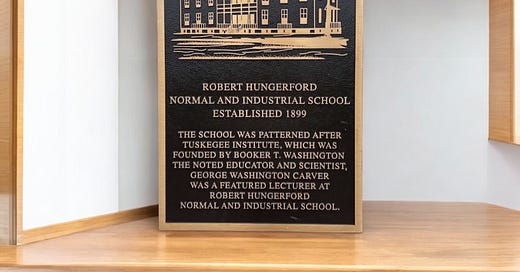 ROBERT HUNGERFORD
NORMAL AND INDUSTRIAL SCHOOL
ESTABLISHED 1899
THE SCHOOL WAS PATTERNED AFTER
TUSKEGEE INSTITUTE, WHICH WAS
FOUNDED BY BOOKER T. WASHINGTON
THE NOTED EDUCATOR AND SCIENTIST,
GEORGE WASHINGTON CARVER
WAS A FEATURED LECTURER AT
ROBERT HUNGERFORD
NORMAL AND INDUSTRIAL SCHOOL.